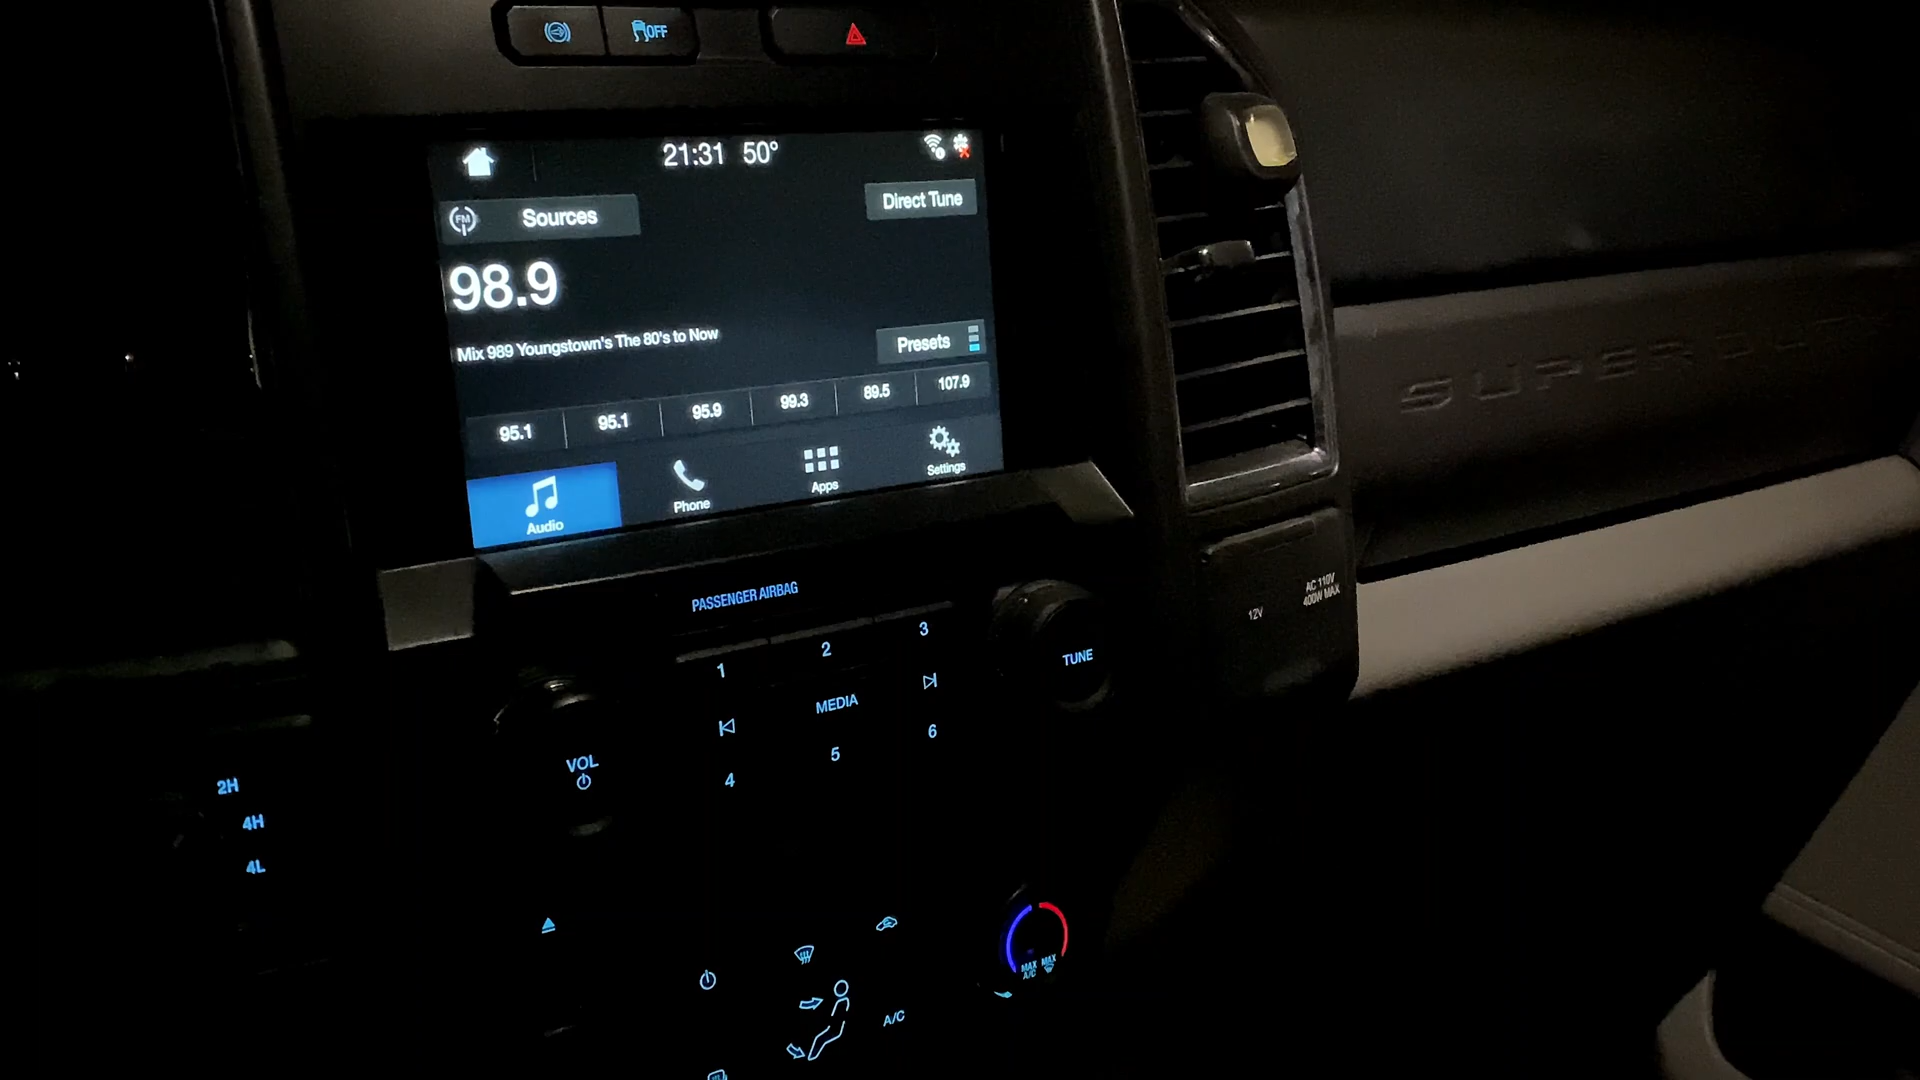 OFF
21:31 50°
FM Sources
Direct Tune
98.9
Mix 989 Youngstown's The 80's to Now
Presets
95.1 95.1 95.9 99.3 89.5 107.9
Audio Phone Apps Settings
PASSENGER AIRBAG
1 2 3
MEDIA
4 5 6
VOL
TUNE
12V
AC 110V
400W MAX
SUPER DUTY
2H
4H
4L
A/C
MAX A/C
MAX